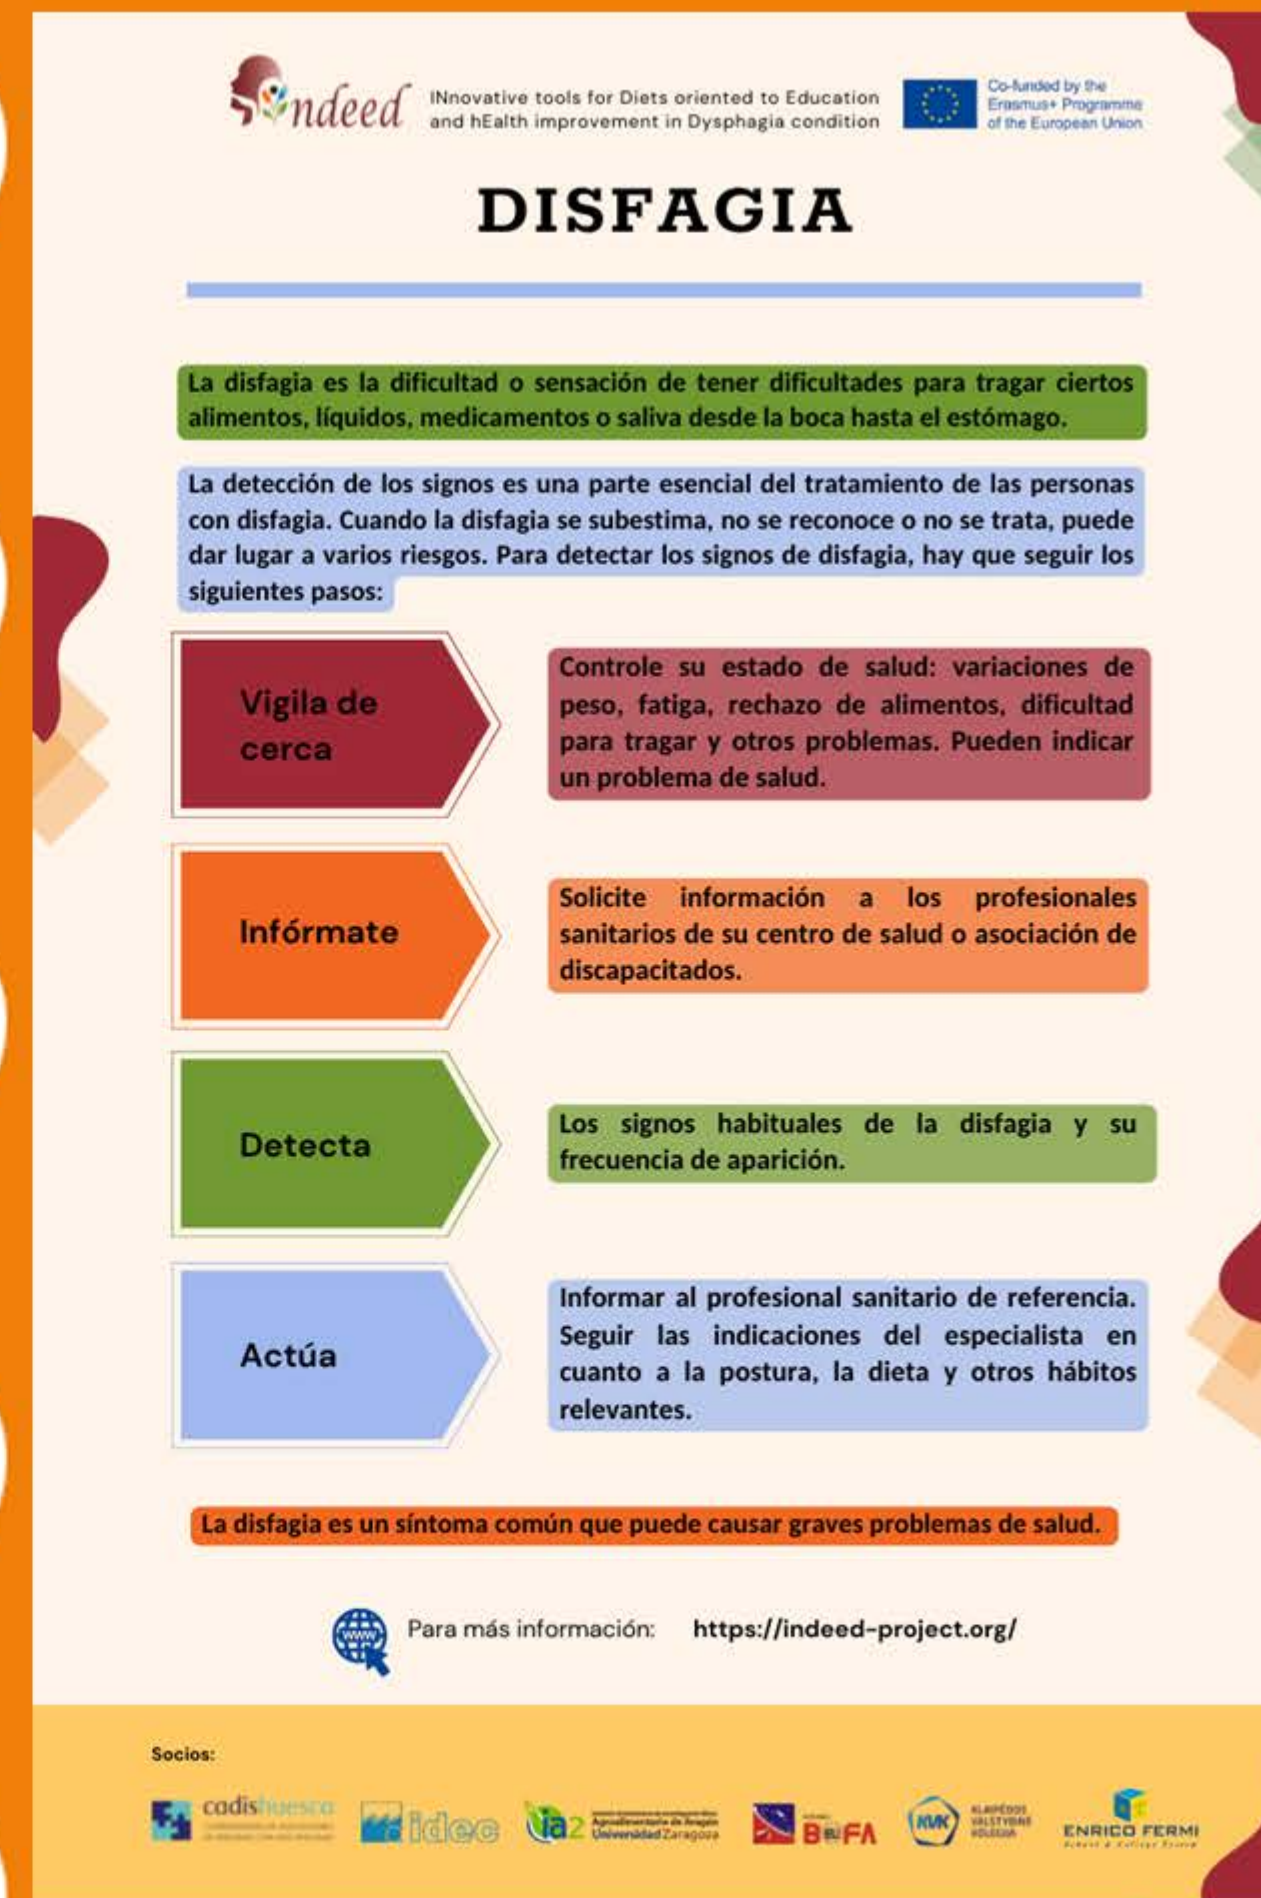 Indeed
INnovative tools for Diets oriented to Education
and hEalth improvement in Dysphagia condition
Co-funded by the
Erasmus+ Programme
of the European Union
DISFAGIA
La disfagia es la dificultad o sensación de tener dificultades para tragar ciertos
alimentos, líquidos, medicamentos o saliva desde la boca hasta el estómago.
La detección de los signos es una parte esencial del tratamiento de las personas
con disfagia. Cuando la disfagia se subestima, no se reconoce o no se trata, puede
dar lugar a varios riesgos. Para detectar los signos de disfagia, hay que seguir los
siguientes pasos:
Vigila de
cerca
Controle su estado de salud: variaciones de
peso, fatiga, rechazo de alimentos, dificultad
para tragar y otros problemas. Pueden indicar
un problema de salud.
Infórmate
Solicite información a los profesionales
sanitarios de su centro de salud o asociación de
discapacitados.
Detecta
Los signos habituales de la disfagia y su
frecuencia de aparición.
Actúa
Informar al profesional sanitario de referencia.
Seguir las indicaciones del especialista en
cuanto a la postura, la dieta y otros hábitos
relevantes.
La disfagia es un síntoma común que puede causar graves problemas de salud.
www
Para más información: https://indeed-project.org/
Socios:
cadishuesca
idec
ia2
Agroalimentario de Aragón
Universidad Zaragoza
KVK
KLAIPĖDOS
VALSTYBINĖ
KOLEGIJA
ENRICO FERMI